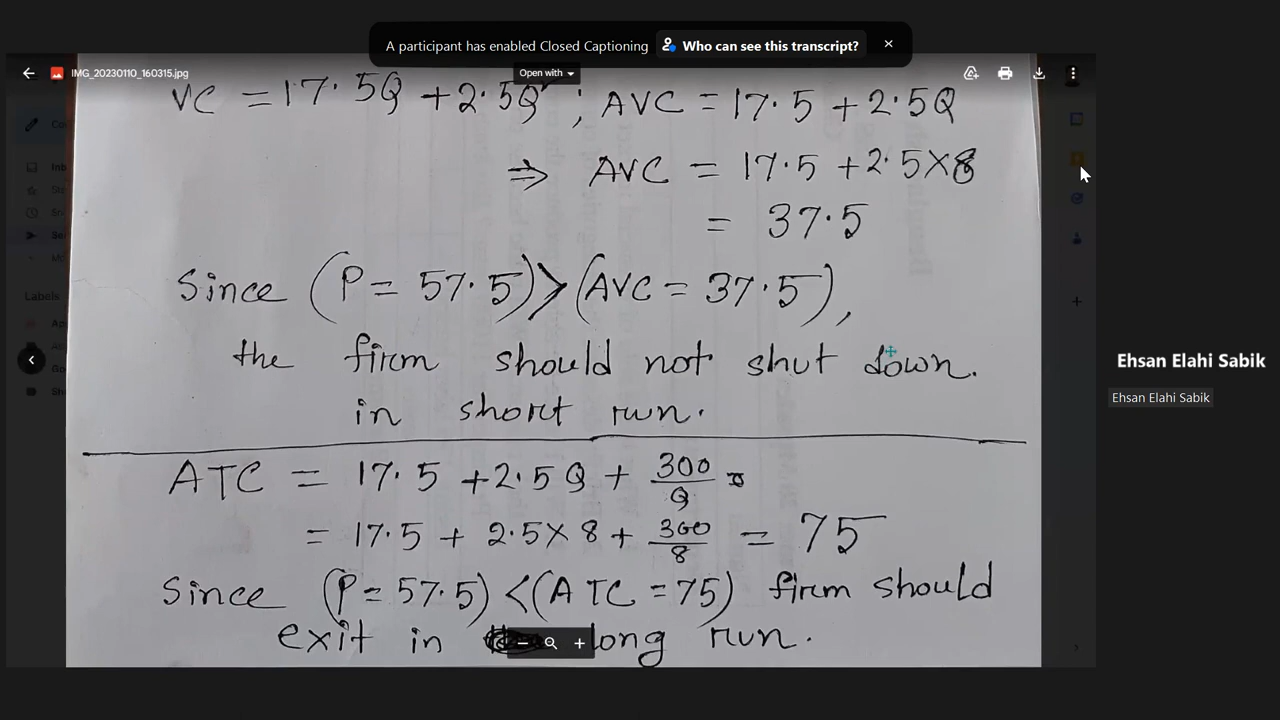 A participant has enabled Closed Captioning Who can see this transcript?
IMG_20230110_160315.jpg
Open with
VC = 17.5Q + 2.5Q² ; AVC = 17.5 + 2.5Q
⇒ AVC = 17.5 + 2.5×8
= 37.5
Since (P = 57.5) > (AVC = 37.5),
the firm should not shut down.
in short run.
ATC = 17.5 + 2.5Q + 300/Q
= 17.5 + 2.5×8 + 300/8 = 75
Since (P = 57.5) < (ATC = 75) firm should
exit in long run.
Labels
Ehsan Elahi Sabik
Ehsan Elahi Sabik